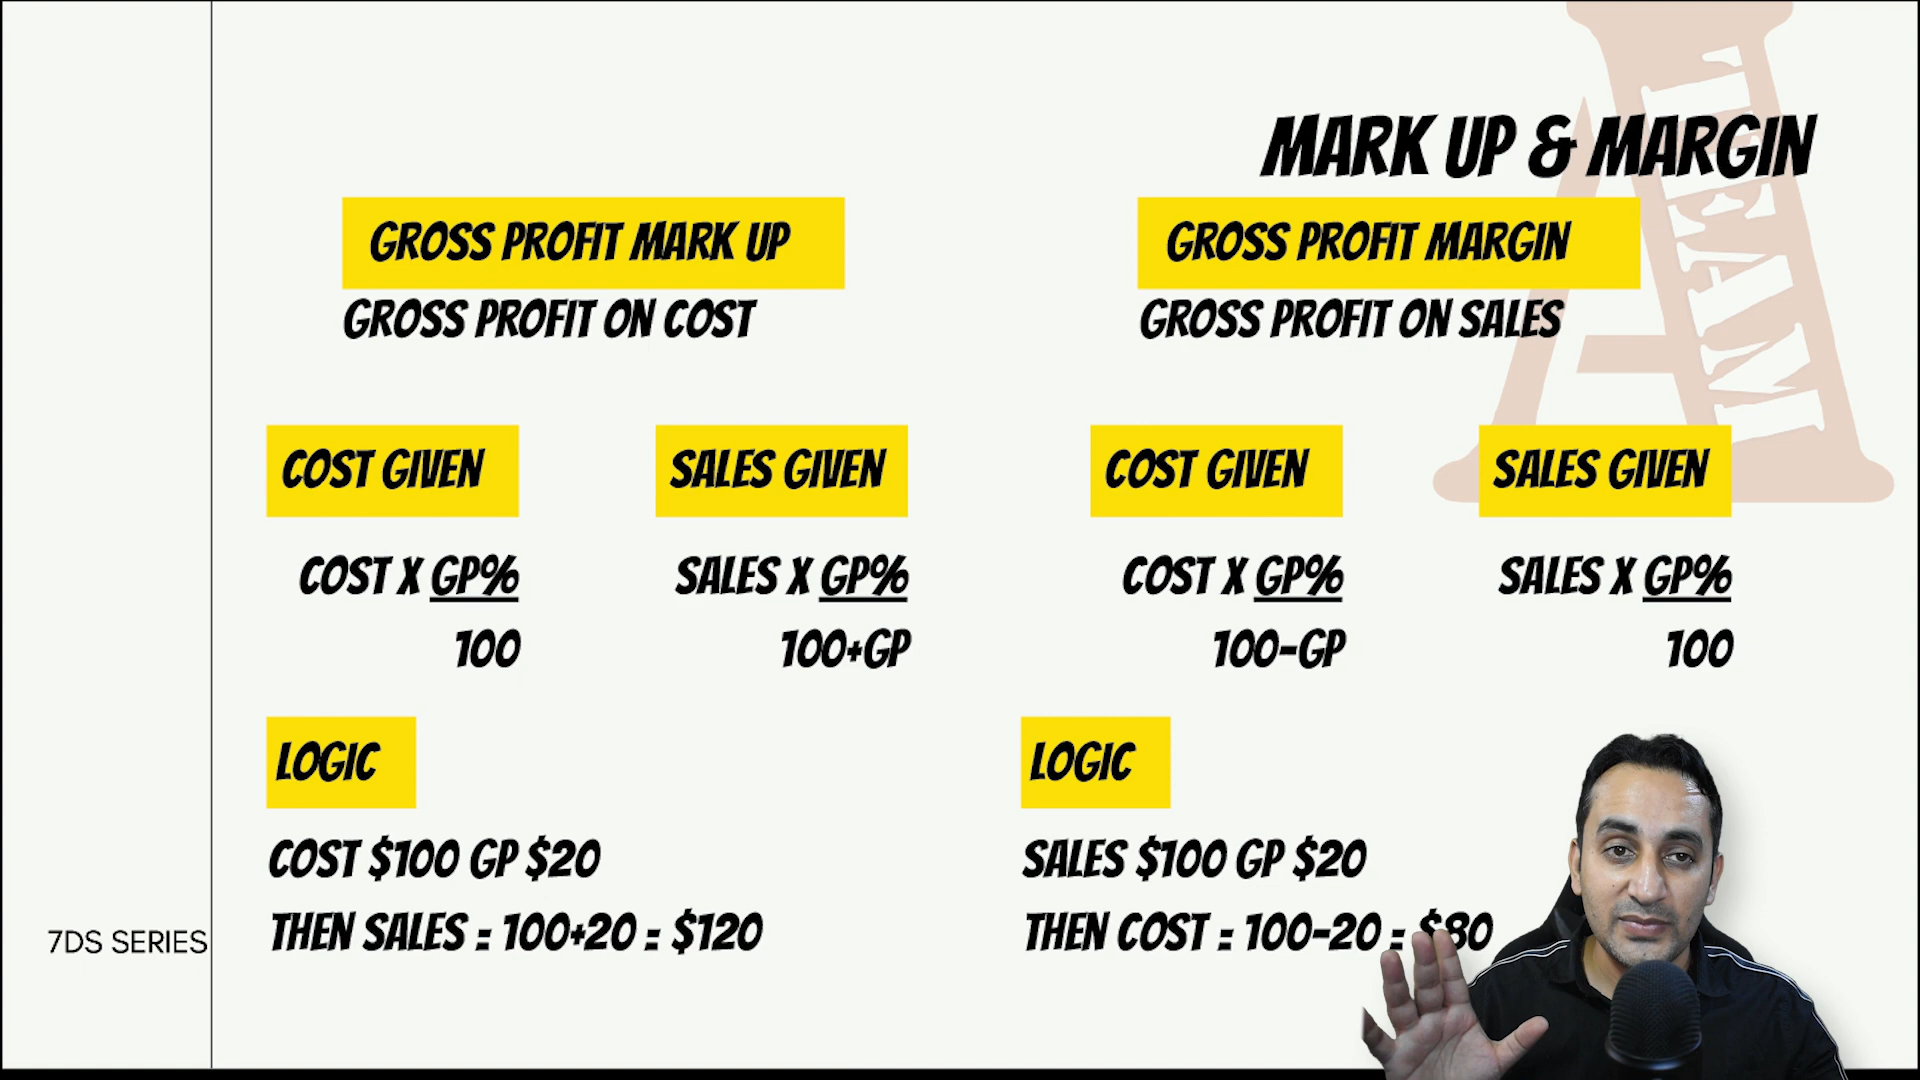 MARK UP & MARGIN
GROSS PROFIT MARK UP
GROSS PROFIT ON COST
GROSS PROFIT MARGIN
GROSS PROFIT ON SALES
COST GIVEN
COST X GP%
100
SALES GIVEN
SALES X GP%
100+GP
COST GIVEN
COST X GP%
100-GP
SALES GIVEN
SALES X GP%
100
LOGIC
COST $100 GP $20
THEN SALES = 100+20 = $120
LOGIC
SALES $100 GP $20
THEN COST = 100-20 = $80
7DS SERIES